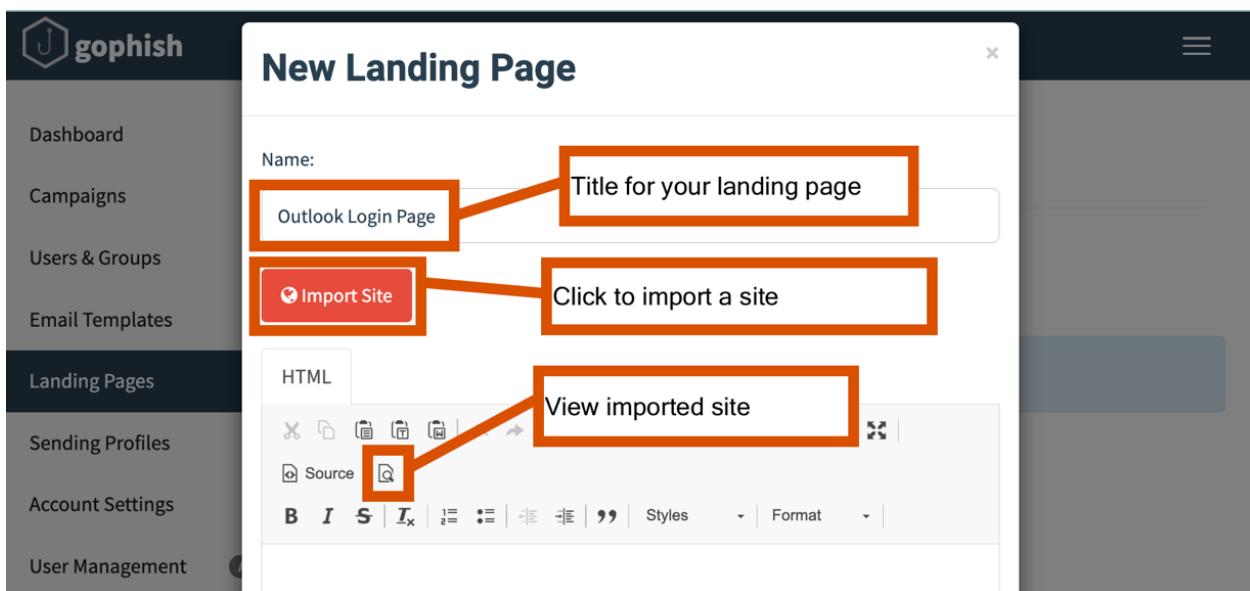 gophish
New Landing Page
×
Dashboard
Campaigns
Users & Groups
Email Templates
Landing Pages
Sending Profiles
Account Settings
User Management
Name:
Title for your landing page
Outlook Login Page
Import Site
Click to import a site
HTML
View imported site
Source
B I S Tx
Styles
Format